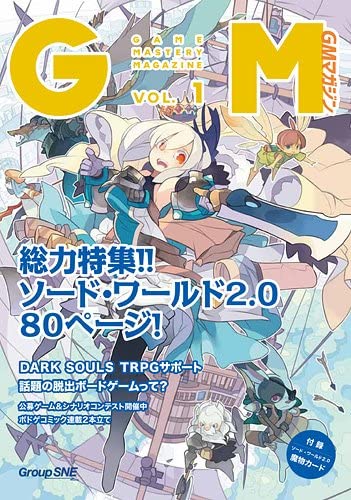 GM
GAME
MASTERY
MAGAZINE
VOL. 1
GMマガジン
総力特集!!
ソード・ワールド2.0
80ページ!
DARK SOULS TRPGサポート
話題の脱出ボードゲームって?
公募ゲーム&シナリオコンテスト開催中
ボドゲコミック連載2本立て
付録
ソード・ワールド2.0
魔物カード
Group SNE